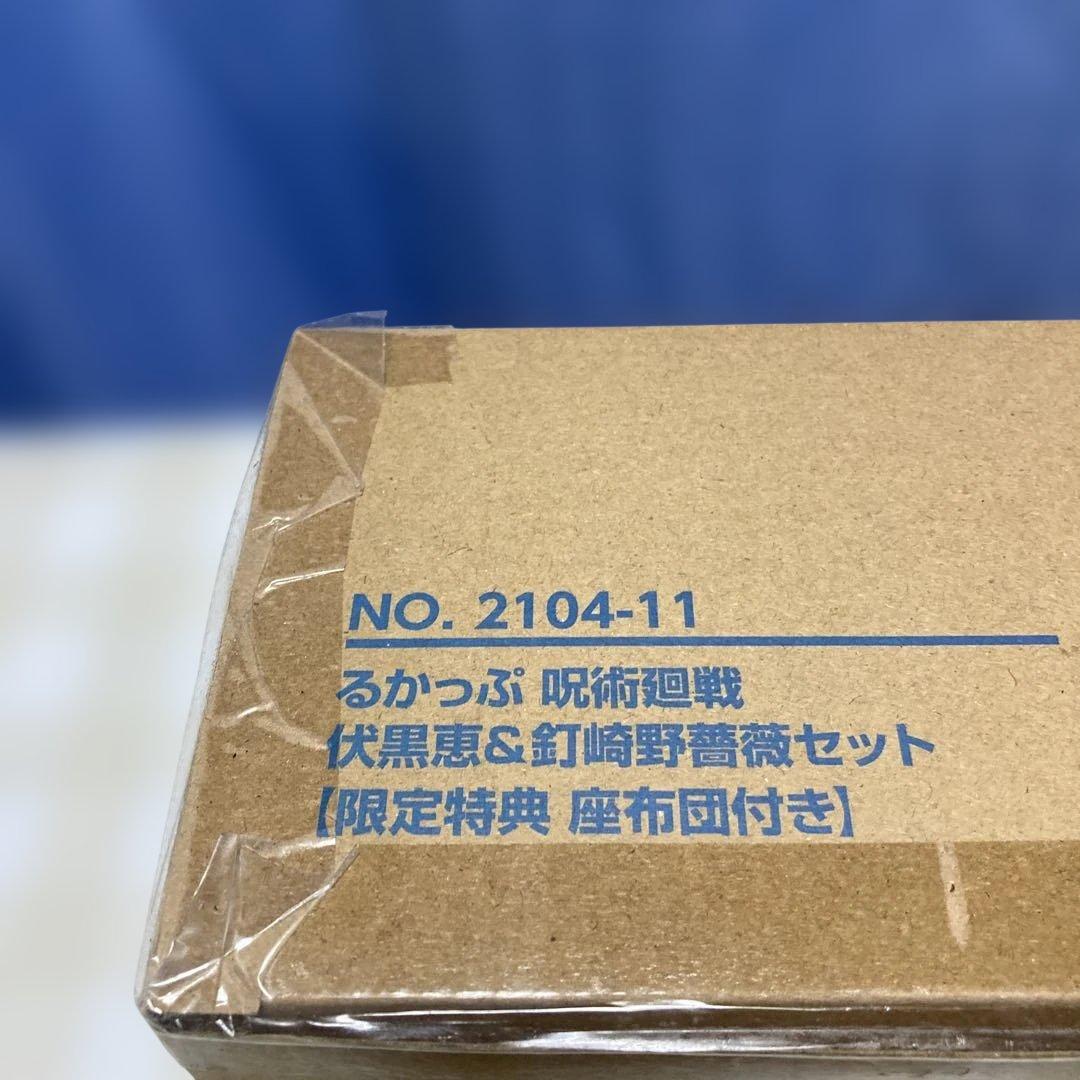 NO. 2104-11
るかっぷ 呪術廻戦
伏黒恵&釘崎野薔薇セット
【限定特典 座布団付き】